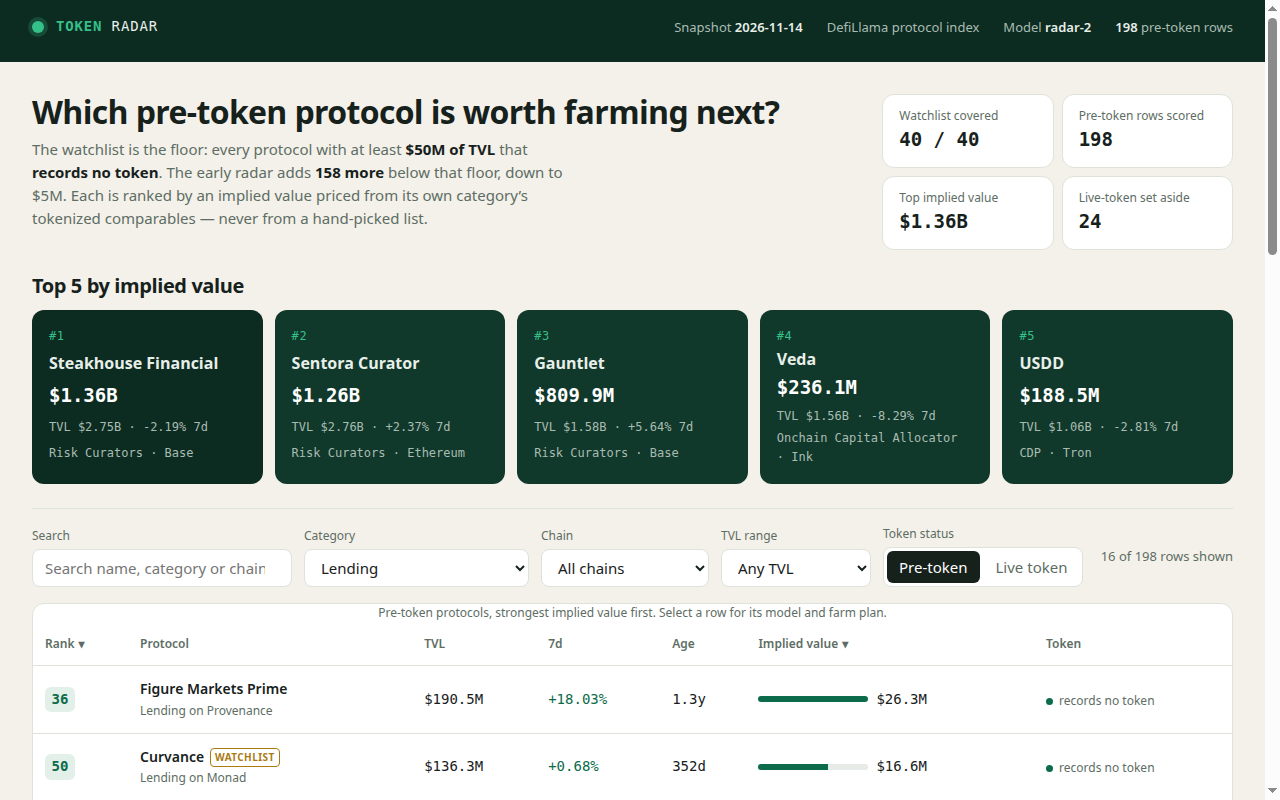 TOKEN RADAR
Snapshot 2026-11-14 DefiLlama protocol index Model radar-2 198 pre-token rows
Which pre-token protocol is worth farming next?
The watchlist is the floor: every protocol with at least $50M of TVL that
records no token. The early radar adds 158 more below that floor, down to
$5M. Each is ranked by an implied value priced from its own category's
tokenized comparables — never from a hand-picked list.
Watchlist covered
40 / 40
Pre-token rows scored
198
Top implied value
$1.36B
Live-token set aside
24
Top 5 by implied value
#1
Steakhouse Financial
$1.36B
TVL $2.75B · -2.19% 7d
Risk Curators · Base
#2
Sentora Curator
$1.26B
TVL $2.76B · +2.37% 7d
Risk Curators · Ethereum
#3
Gauntlet
$809.9M
TVL $1.58B · +5.64% 7d
Risk Curators · Base
#4
Veda
$236.1M
TVL $1.56B · -8.29% 7d
Onchain Capital Allocator
· Ink
#5
USDD
$188.5M
TVL $1.06B · -2.81% 7d
CDP · Tron
Search
Search name, category or chain
Category
Lending
Chain
All chains
TVL range
Any TVL
Token status
Pre-token Live token
16 of 198 rows shown
Pre-token protocols, strongest implied value first. Select a row for its model and farm plan.
Rank ▼ Protocol TVL 7d Age Implied value ▼ Token
36 Figure Markets Prime $190.5M +18.03% 1.3y $26.3M records no token
Lending on Provenance
50 Curvance WATCHLIST $136.3M +0.68% 352d $16.6M records no token
Lending on Monad